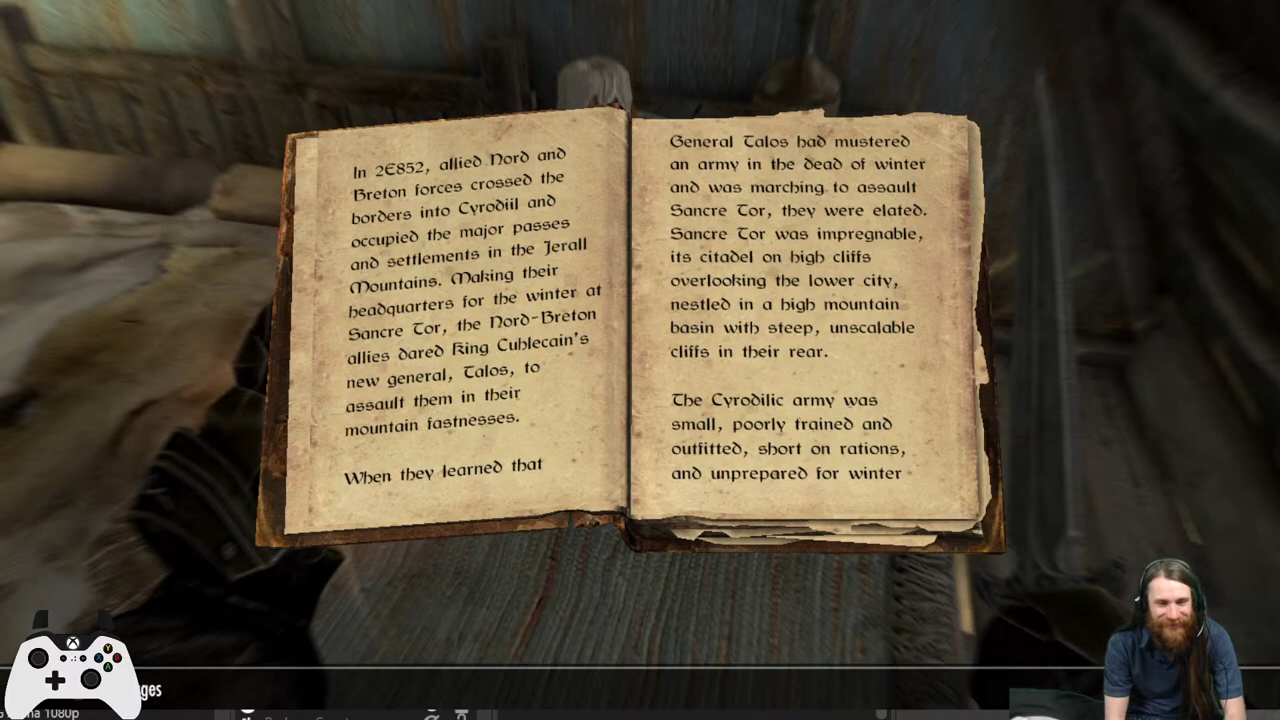 In 2E852, allied Nord and
Breton forces crossed the
borders into Cyrodiil and
occupied the major passes
and settlements in the Jerall
Mountains. Making their
headquarters for the winter at
Sancre Tor, the Nord-Breton
allies dared King Cuhlecain's
new general, Talos, to
assault them in their
mountain fastnesses.
When they learned that
General Talos had mustered
an army in the dead of winter
and was marching to assault
Sancre Tor, they were elated.
Sancre Tor was impregnable,
its citadel on high cliffs
overlooking the lower city,
nestled in a high mountain
basin with steep, unscalable
cliffs in their rear.
The Cyrodilic army was
small, poorly trained and
outfitted, short on rations,
and unprepared for winter
1080p